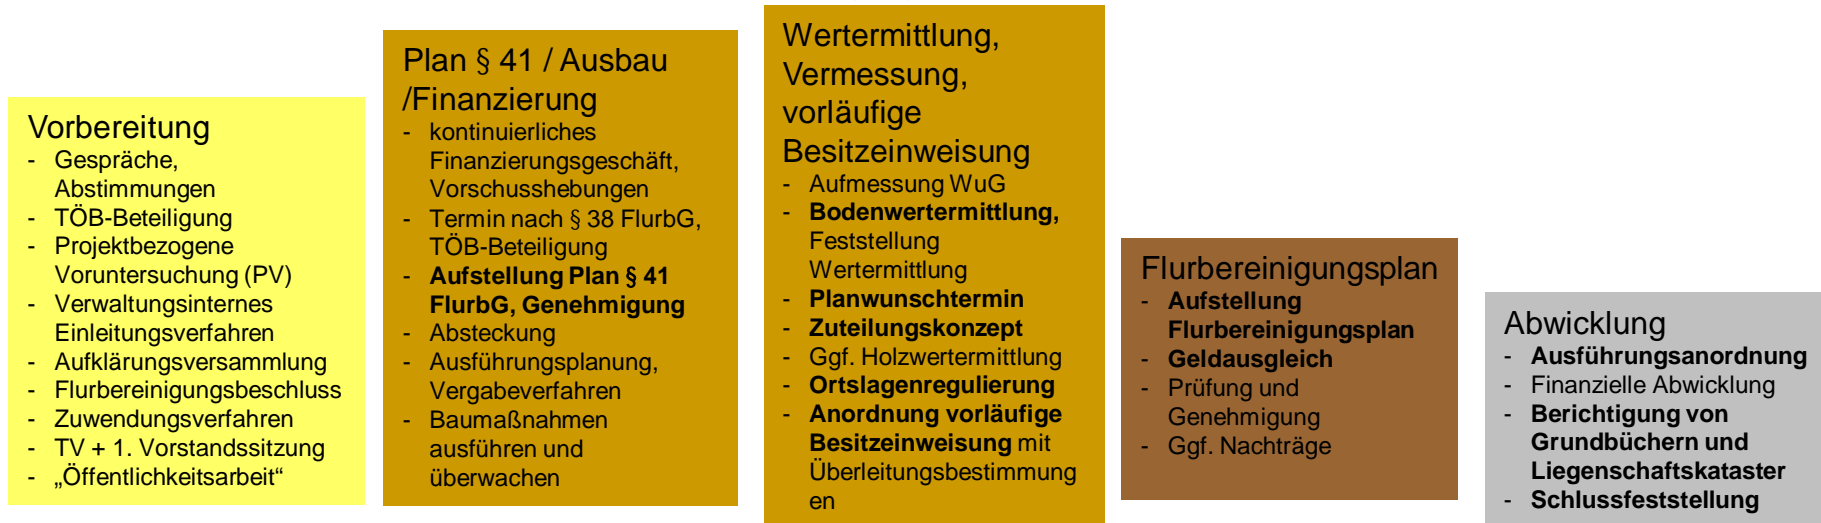 Vorbereitung
- Gespräche,
Abstimmungen
- TÖB-Beteiligung
- Projektbezogene
Voruntersuchung (PV)
- Verwaltungsinternes
Einleitungsverfahren
- Aufklärungsversammlung
- Flurbereinigungsbeschluss
- Zuwendungsverfahren
- TV + 1. Vorstandssitzung
- „Öffentlichkeitsarbeit“
Plan § 41 / Ausbau
/Finanzierung
- kontinuierliches
Finanzierungsgeschäft,
Vorschusshebungen
- Termin nach § 38 FlurbG,
TÖB-Beteiligung
- Aufstellung Plan § 41
FlurbG, Genehmigung
- Absteckung
- Ausführungsplanung,
Vergabeverfahren
- Baumaßnahmen
ausführen und
überwachen
Wertermittlung,
Vermessung,
vorläufige
Besitzeinweisung
- Aufmessung WuG
- Bodenwertermittlung,
Feststellung
Wertermittlung
- Planwunschtermin
- Zuteilungskonzept
- Ggf. Holzwertermittlung
- Ortslagenregulierung
- Anordnung vorläufige
Besitzeinweisung mit
Überleitungsbestimmung
en
Flurbereinigungsplan
- Aufstellung
Flurbereinigungsplan
- Geldausgleich
- Prüfung und
Genehmigung
- Ggf. Nachträge
Abwicklung
- Ausführungsanordnung
- Finanzielle Abwicklung
- Berichtigung von
Grundbüchern und
Liegenschaftskataster
- Schlussfeststellung